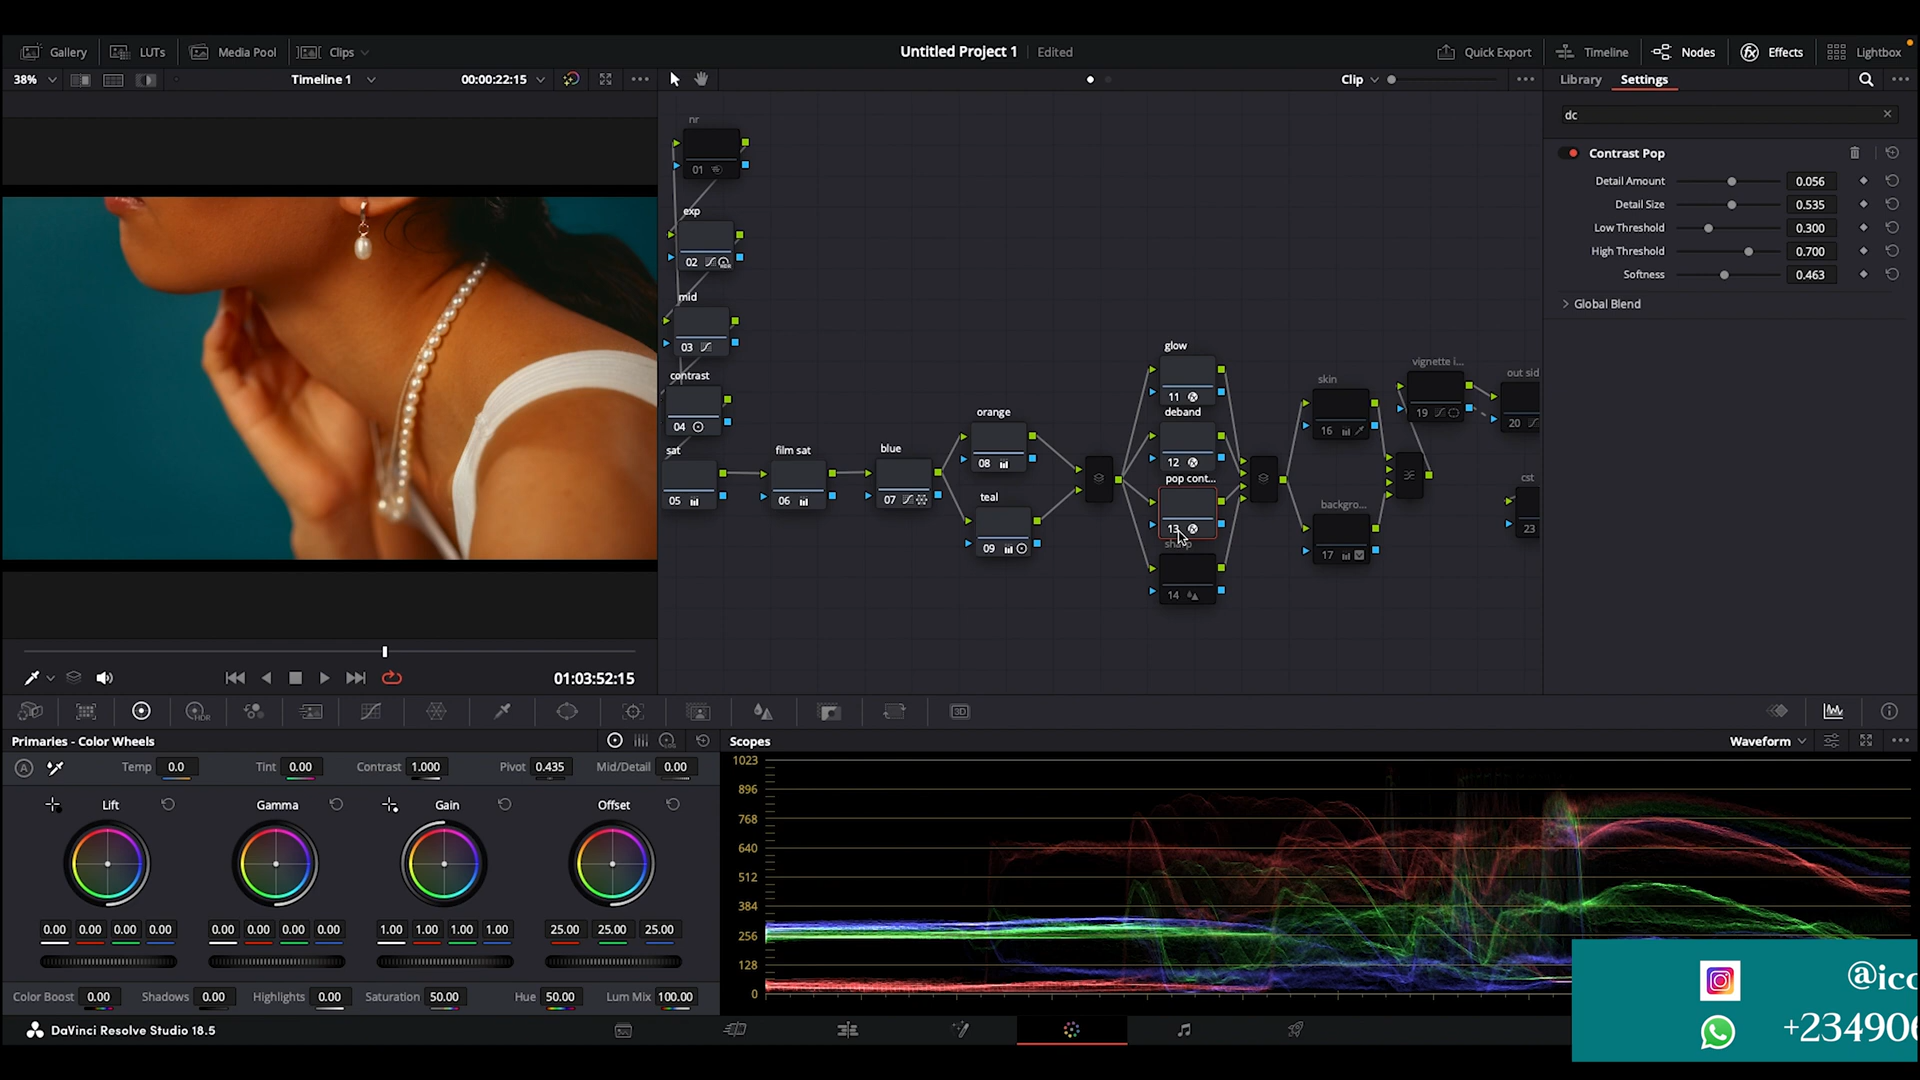 Gallery LUTs Media Pool Clips Untitled Project 1 Edited Quick Export Timeline Nodes Effects Lightbox
38% Timeline 1 00:00:22:15 Clip Library Settings
dc
Contrast Pop
Detail Amount 0.056
Detail Size 0.535
Low Threshold 0.300
High Threshold 0.700
Softness 0.463
Global Blend
nr
01
exp
02
mid
03
contrast
04
sat
05
film sat
06
blue
07
orange
08
teal
09
glow
11
deband
12
pop cont...
13
sharp
14
skin
16
backgro...
17
vignette i...
19
out sid
20
cst
23
01:03:52:15
HDR
3D
Primaries - Color Wheels
A Temp 0.0 Tint 0.00 Contrast 1.000 Pivot 0.435 Mid/Detail 0.00
Lift Gamma Gain Offset
0.00 0.00 0.00 0.00 0.00 0.00 0.00 0.00 1.00 1.00 1.00 1.00 25.00 25.00 25.00
Color Boost 0.00 Shadows 0.00 Highlights 0.00 Saturation 50.00 Hue 50.00 Lum Mix 100.00
Scopes Waveform
1023
896
768
640
512
384
256
128
0
@icc
+234906
DaVinci Resolve Studio 18.5